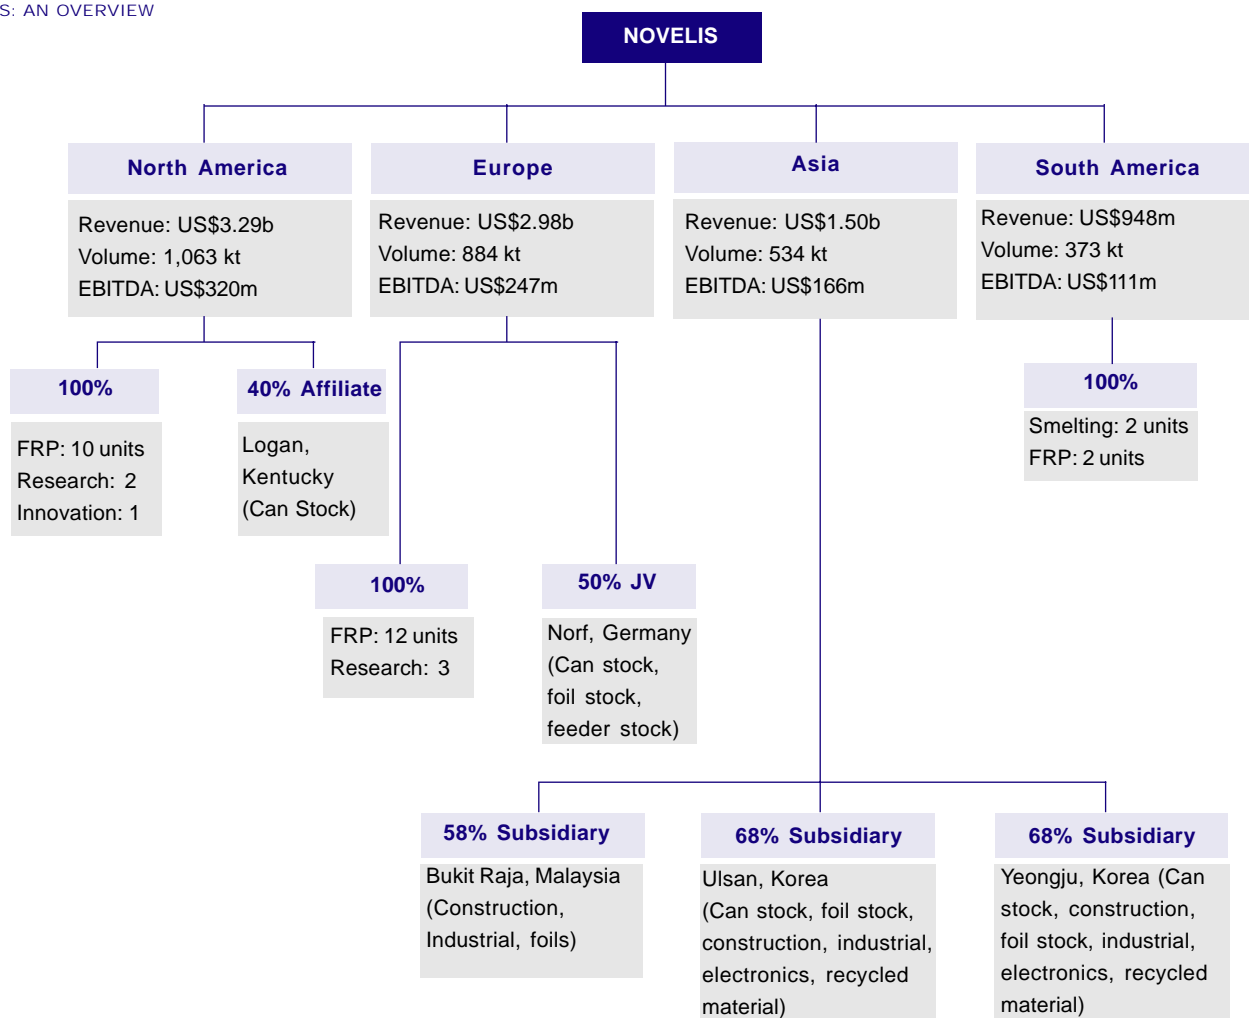 S: AN OVERVIEW
NOVELIS
North America
Revenue: US$3.29b
Volume: 1,063 kt
EBITDA: US$320m
Europe
Revenue: US$2.98b
Volume: 884 kt
EBITDA: US$247m
Asia
Revenue: US$1.50b
Volume: 534 kt
EBITDA: US$166m
South America
Revenue: US$948m
Volume: 373 kt
EBITDA: US$111m
100%
FRP: 10 units
Research: 2
Innovation: 1
40% Affiliate
Logan,
Kentucky
(Can Stock)
100%
Smelting: 2 units
FRP: 2 units
100%
FRP: 12 units
Research: 3
50% JV
Norf, Germany
(Can stock,
foil stock,
feeder stock)
58% Subsidiary
Bukit Raja, Malaysia
(Construction,
Industrial, foils)
68% Subsidiary
Ulsan, Korea
(Can stock, foil stock,
construction, industrial,
electronics, recycled
material)
68% Subsidiary
Yeongju, Korea (Can
stock, construction,
foil stock, industrial,
electronics, recycled
material)